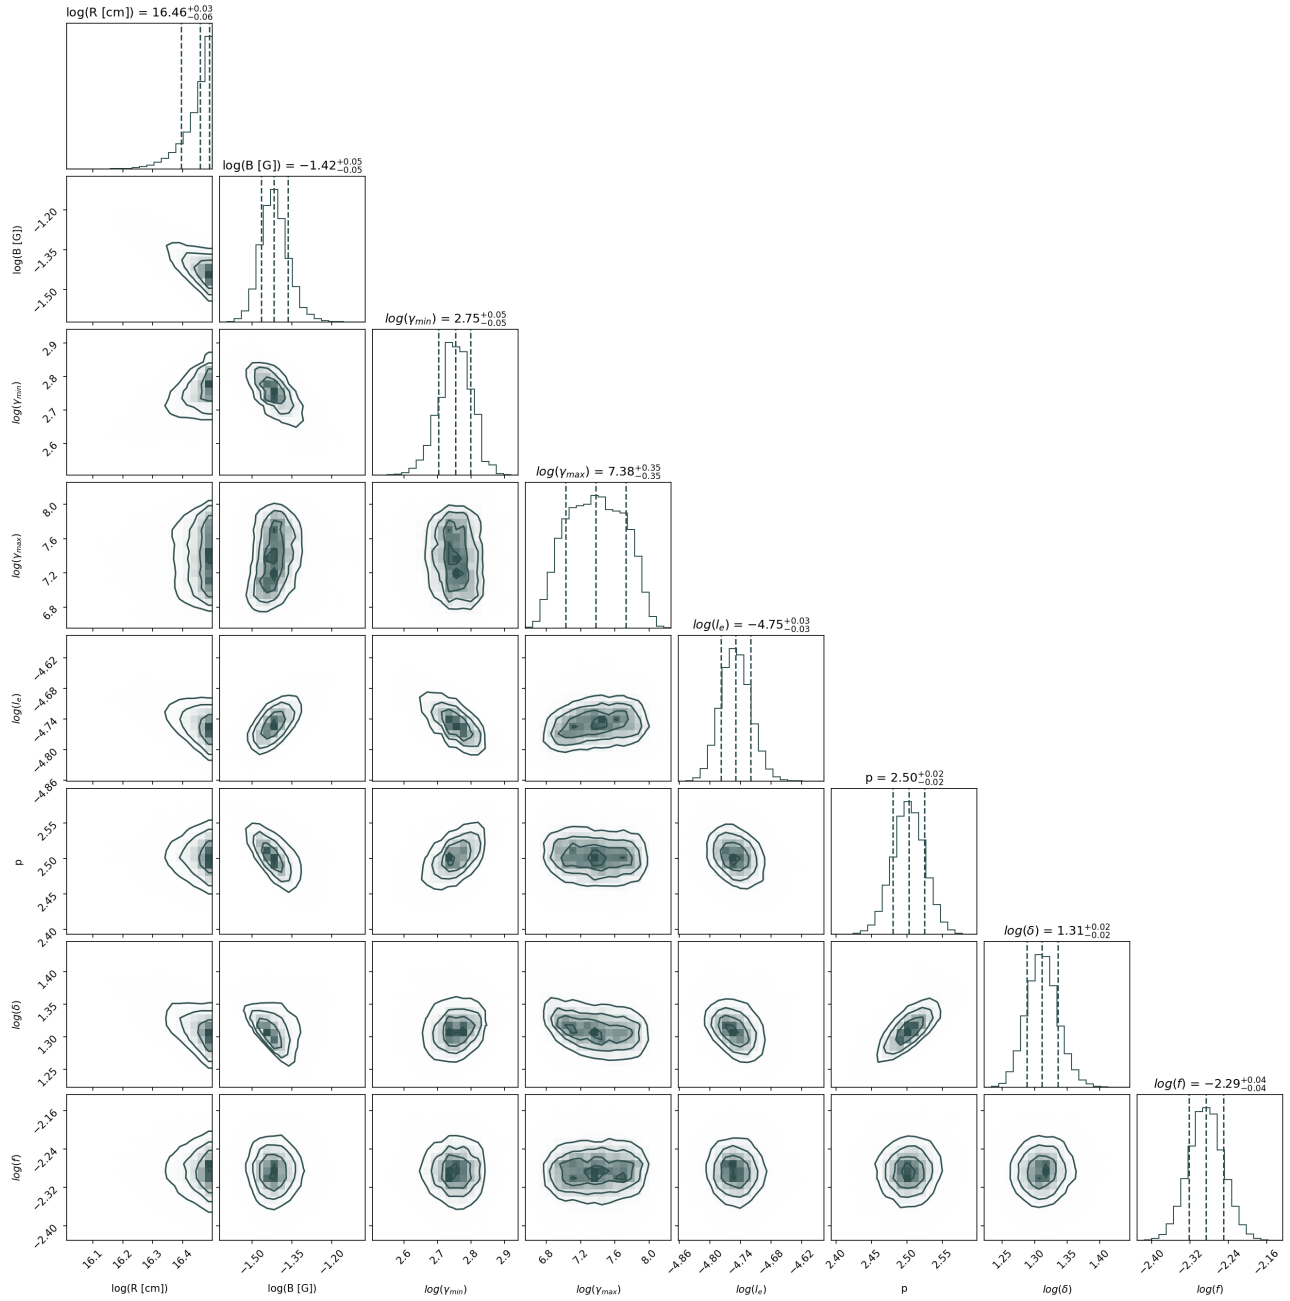 log(R [cm]) = 16.46+0.03−0.06
log(B [G]) = −1.42+0.05−0.05
−1.20
−1.35
−1.50
log(B [G])
log(γmin) = 2.75+0.05−0.05
2.9
2.8
2.7
2.6
log(γmin)
log(γmax) = 7.38+0.35−0.35
8.0
7.6
7.2
6.8
log(γmax)
log(le) = −4.75+0.03−0.03
−4.62
−4.68
−4.74
−4.80
−4.86
log(le)
p = 2.50+0.02−0.02
2.55
2.50
2.45
2.40
p
log(δ) = 1.31+0.02−0.02
1.40
1.35
1.30
1.25
log(δ)
log(f) = −2.29+0.04−0.04
−2.16
−2.24
−2.32
−2.40
log(f)
16.1 16.2 16.3 16.4 −1.50 −1.35 −1.20 2.6 2.7 2.8 2.9 6.8 7.2 7.6 8.0 −4.86 −4.80 −4.74 −4.68 −4.62 2.40 2.45 2.50 2.55 1.25 1.30 1.35 1.40 −2.40 −2.32 −2.24 −2.16
log(R [cm]) log(B [G]) log(γmin) log(γmax) log(le) p log(δ) log(f)